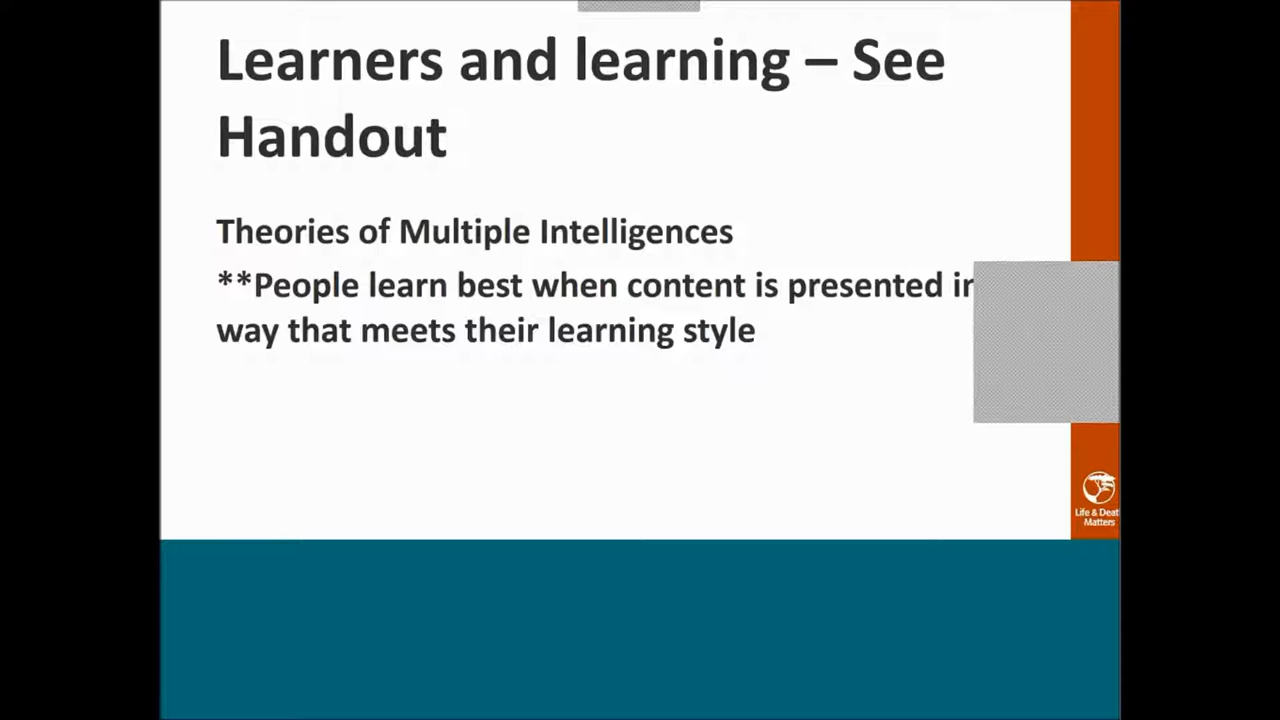 Learners and learning – See
Handout
Theories of Multiple Intelligences
**People learn best when content is presented in
way that meets their learning style
Life & Deat
Matters